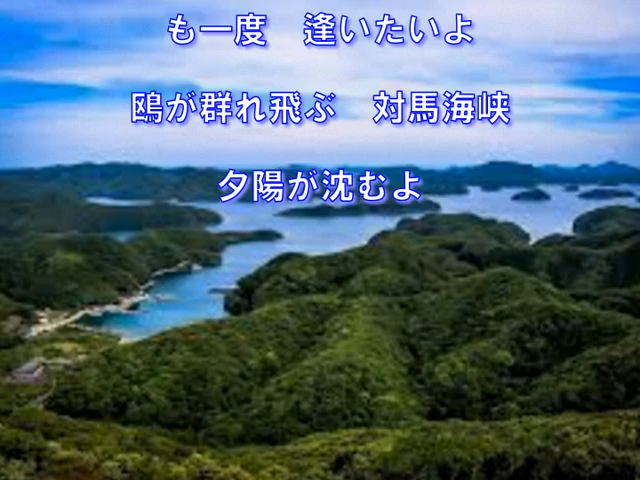 も一度　逢いたいよ
鴎が群れ飛ぶ　対馬海峡
夕陽が沈むよ